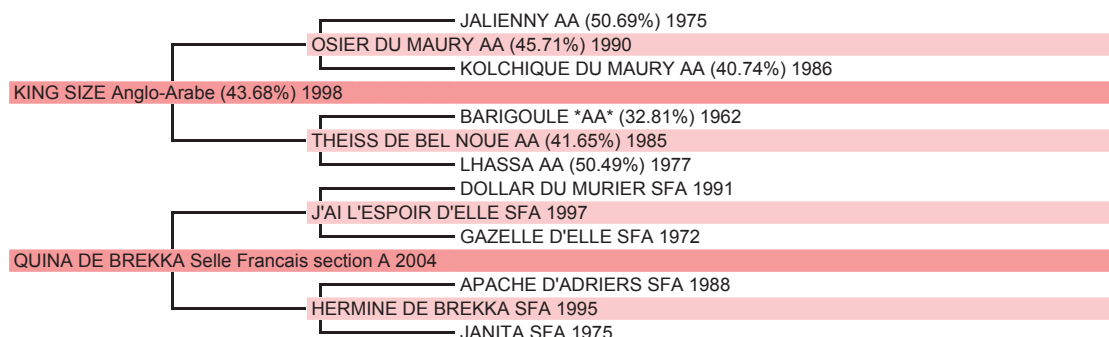 JALIENNY AA (50.69%) 1975
OSIER DU MAURY AA (45.71%) 1990
KOLCHIQUE DU MAURY AA (40.74%) 1986
KING SIZE Anglo-Arabe (43.68%) 1998
BARIGOULE *AA* (32.81%) 1962
THEISS DE BEL NOUE AA (41.65%) 1985
LHASSA AA (50.49%) 1977
DOLLAR DU MURIER SFA 1991
J'AI L'ESPOIR D'ELLE SFA 1997
GAZELLE D'ELLE SFA 1972
QUINA DE BREKKA Selle Francais section A 2004
APACHE D'ADRIERS SFA 1988
HERMINE DE BREKKA SFA 1995
JANITA SFA 1975